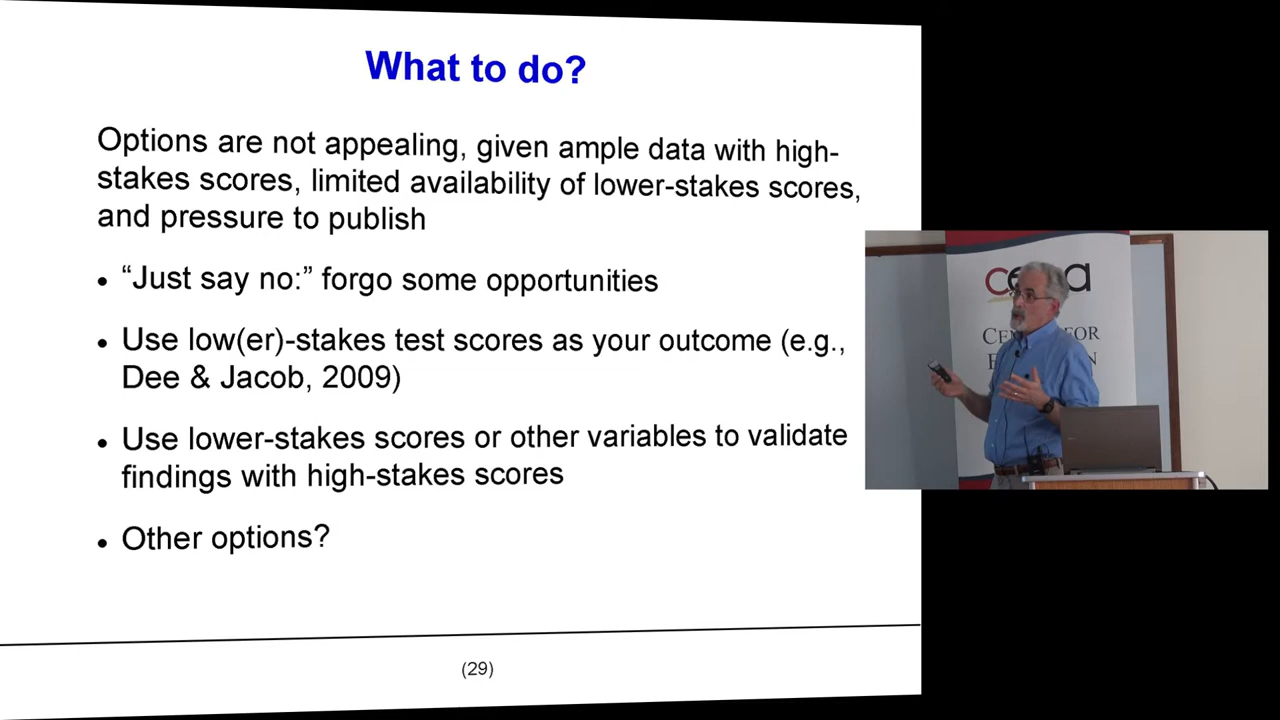 What to do?
Options are not appealing, given ample data with high-
stakes scores, limited availability of lower-stakes scores,
and pressure to publish
• “Just say no:” forgo some opportunities
• Use low(er)-stakes test scores as your outcome (e.g.,
Dee & Jacob, 2009)
• Use lower-stakes scores or other variables to validate
findings with high-stakes scores
• Other options?
(29)